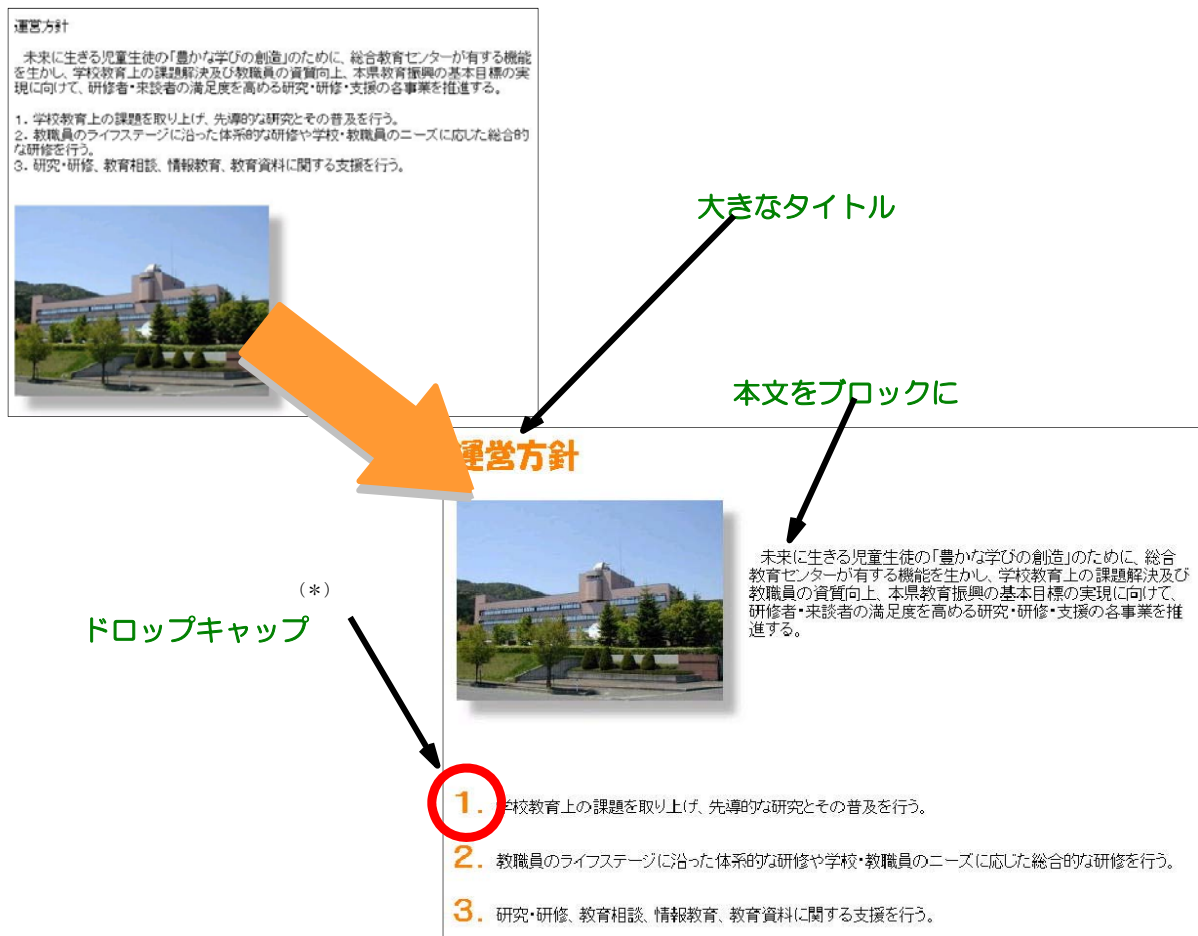 運営方針
未来に生きる児童生徒の「豊かな学びの創造」のために、総合教育センターが有する機能
を生かし、学校教育上の課題解決及び教職員の資質向上、本県教育振興の基本目標の実
現に向けて、研修者・来談者の満足度を高める研究・研修・支援の各事業を推進する。
1. 学校教育上の課題を取り上げ、先導的な研究とその普及を行う。
2. 教職員のライフステージに沿った体系的な研修や学校・教職員のニーズに応じた総合的
な研修を行う。
3. 研究・研修、教育相談、情報教育、教育資料に関する支援を行う。
大きなタイトル
本文をブロックに
運営方針
未来に生きる児童生徒の「豊かな学びの創造」のために、総合
教育センターが有する機能を生かし、学校教育上の課題解決及び
教職員の資質向上、本県教育振興の基本目標の実現に向けて、
研修者・来談者の満足度を高める研究・研修・支援の各事業を推
進する。
(*)
ドロップキャップ
1. 学校教育上の課題を取り上げ、先導的な研究とその普及を行う。
2. 教職員のライフステージに沿った体系的な研修や学校・教職員のニーズに応じた総合的な研修を行う。
3. 研究・研修、教育相談、情報教育、教育資料に関する支援を行う。